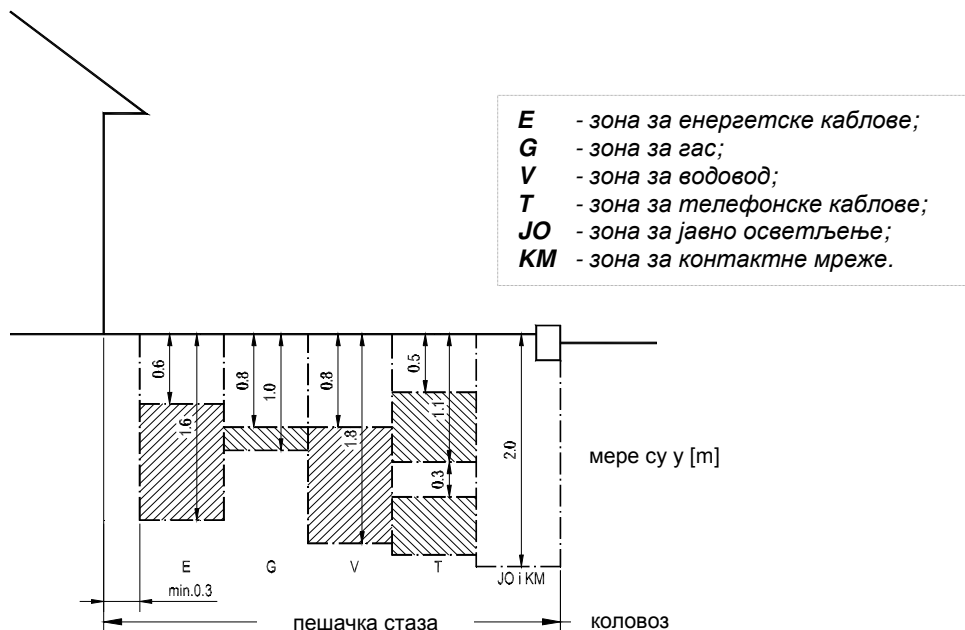 E - зона за енергетске каблове;
G - зона за гас;
V - зона за водовод;
T - зона за телефонске каблове;
JO - зона за јавно осветљење;
KM - зона за контактне мреже.
0.6
1.6
0.8
1.0
0.8
1.8
0.5
1.1
0.3
2.0
мере су у [m]
E
G
V
T
JO i KM
min.0.3
пешачка стаза
коловоз